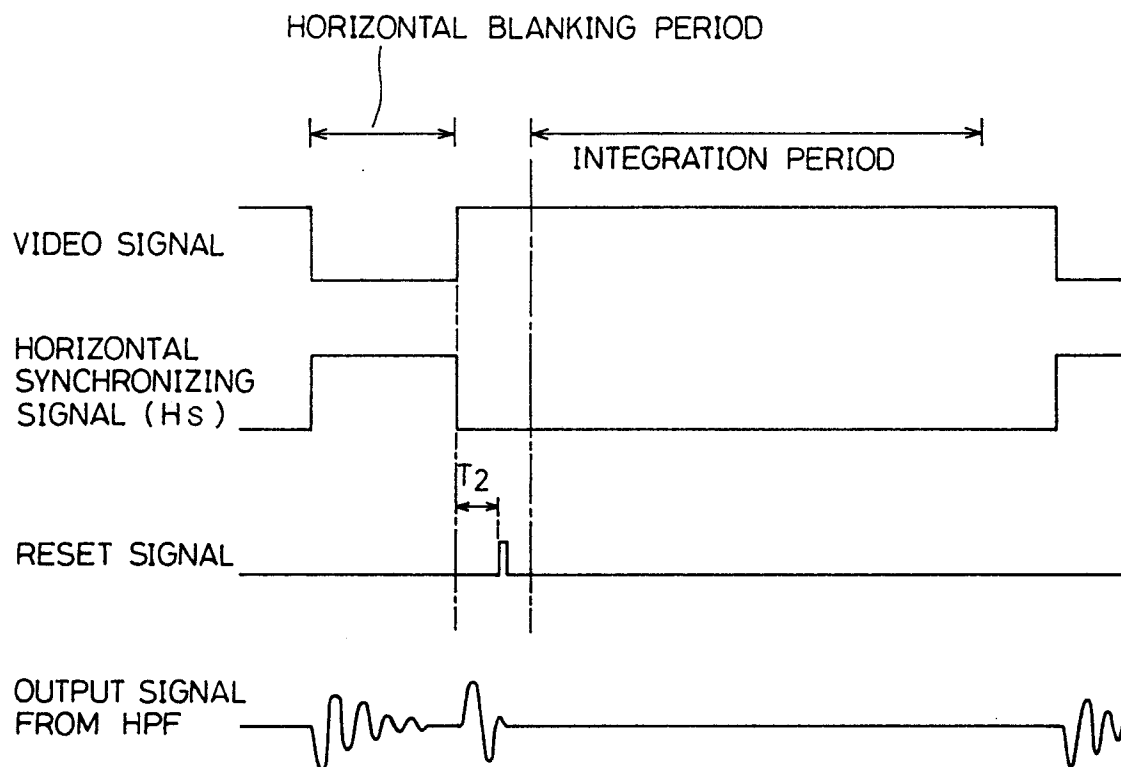 HORIZONTAL BLANKING PERIOD
INTEGRATION PERIOD
VIDEO SIGNAL
HORIZONTAL
SYNCHRONIZING
SIGNAL (Hs)
T2
RESET SIGNAL
OUTPUT SIGNAL
FROM HPF